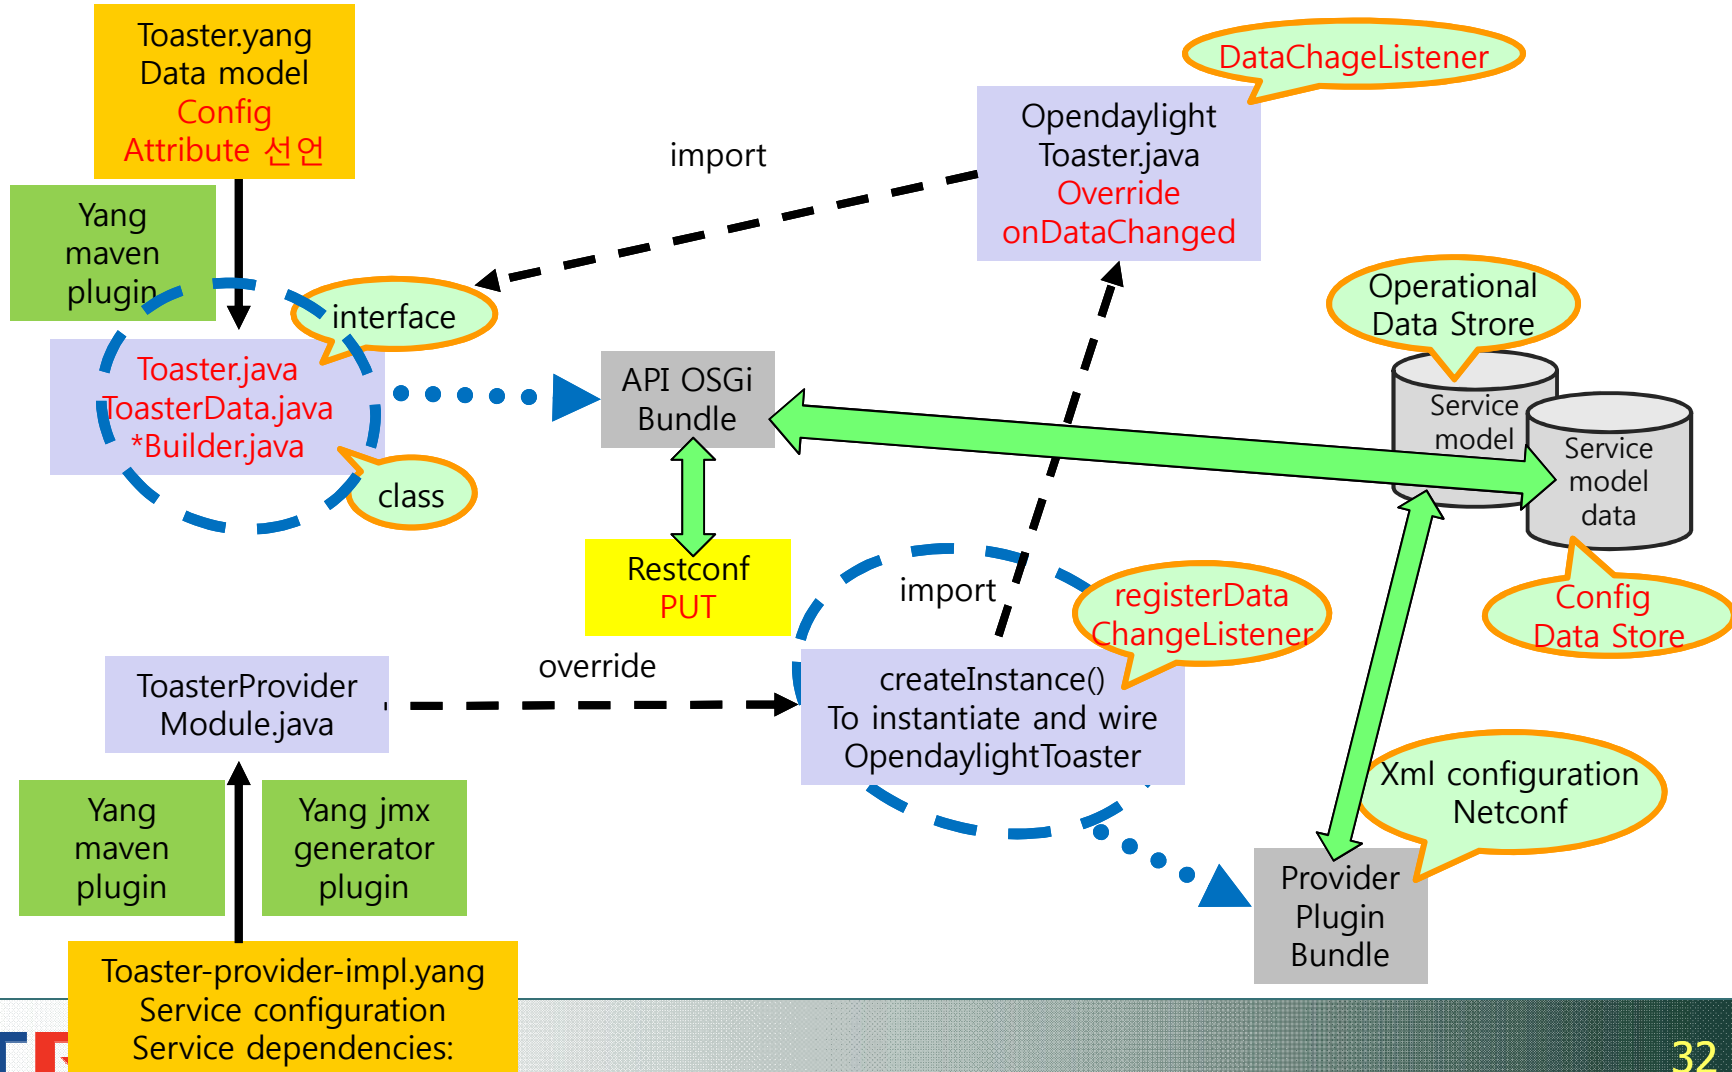 Toaster.yang
Data model
Config
Attribute 선언
Yang
maven
plugin
interface
Toaster.java
ToasterData.java
*Builder.java
class
import
DataChageListener
Opendaylight
Toaster.java
Override
onDataChanged
API OSGi
Bundle
Restconf
PUT
Operational
Data Strore
Service
model
Service
model
data
Config
Data Store
import
registerData
ChangeListener
override
ToasterProvider
Module.java
createInstance()
To instantiate and wire
OpendaylightToaster
Yang
maven
plugin
Yang jmx
generator
plugin
Xml configuration
Netconf
Provider
Plugin
Bundle
Toaster-provider-impl.yang
Service configuration
Service dependencies:
32